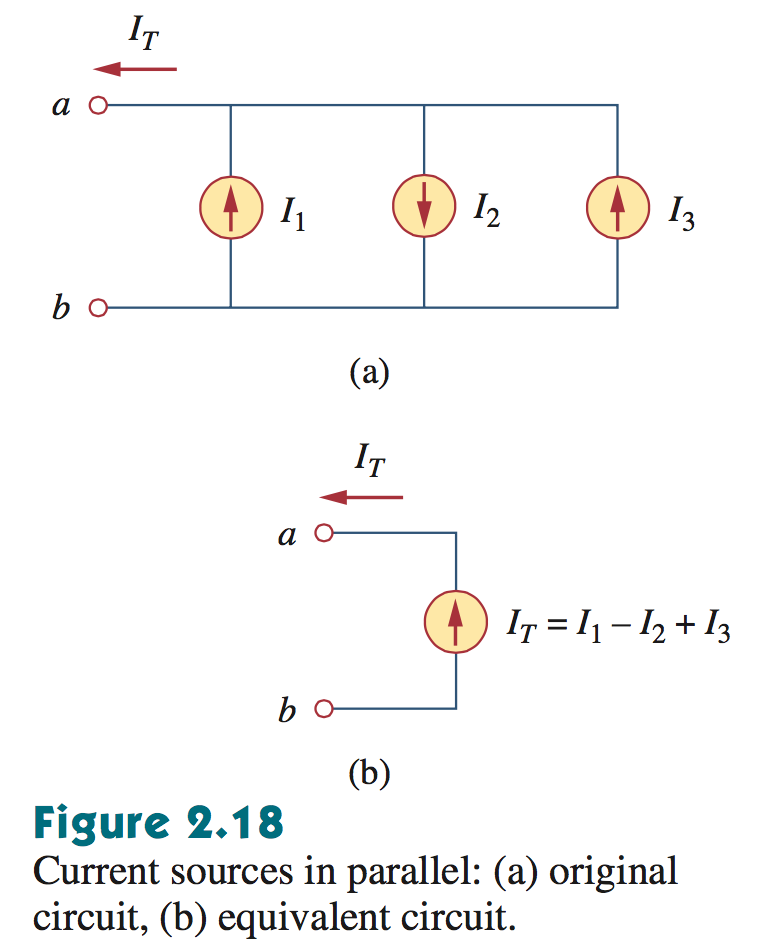 I_T
a
I_1
I_2
I_3
b
(a)
I_T
a
I_T = I_1 – I_2 + I_3
b
(b)
Figure 2.18
Current sources in parallel: (a) original
circuit, (b) equivalent circuit.